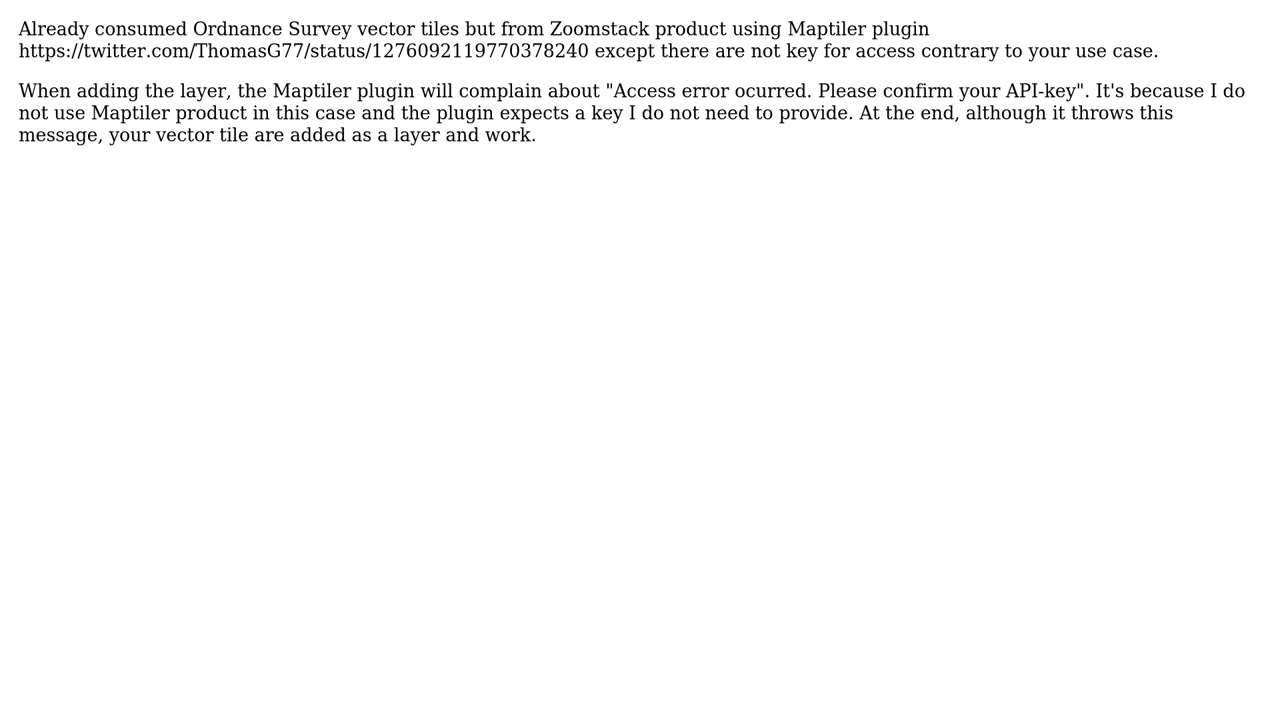 Already consumed Ordnance Survey vector tiles but from Zoomstack product using Maptiler plugin
https://twitter.com/ThomasG77/status/1276092119770378240 except there are not key for access contrary to your use case.
When adding the layer, the Maptiler plugin will complain about "Access error ocurred. Please confirm your API-key". It's because I do
not use Maptiler product in this case and the plugin expects a key I do not need to provide. At the end, although it throws this
message, your vector tile are added as a layer and work.